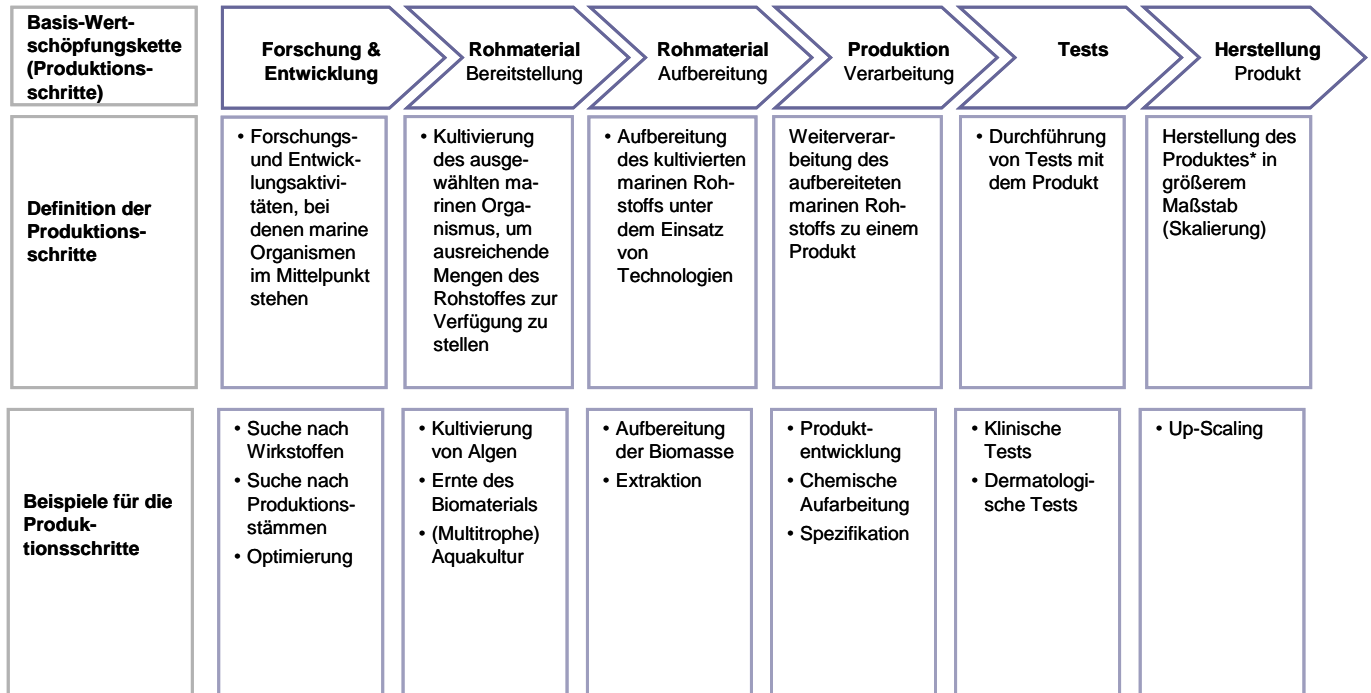 Basis-Wert-
schöpfungskette
(Produktions-
schritte)
Forschung &
Entwicklung
Rohmaterial
Bereitstellung
Rohmaterial
Aufbereitung
Produktion
Verarbeitung
Tests
Herstellung
Produkt
Definition der
Produktions-
schritte
• Forschungs-
und Entwick-
lungsaktivi-
täten, bei
denen marine
Organismen
im Mittelpunkt
stehen
• Kultivierung
des ausge-
wählten ma-
rinen Orga-
nismus, um
ausreichende
Mengen des
Rohstoffes zur
Verfügung zu
stellen
• Aufbereitung
des kultivierten
marinen Roh-
stoffs unter
dem Einsatz
von
Technologien
Weiterverar-
beitung des
aufbereiteten
marinen Roh-
stoffs zu einem
Produkt
• Durchführung
von Tests mit
dem Produkt
Herstellung des
Produktes* in
größerem
Maßstab
(Skalierung)
Beispiele für die
Produk-
tionsschritte
• Suche nach
Wirkstoffen
• Suche nach
Produktions-
stämmen
• Optimierung
• Kultivierung
von Algen
• Ernte des
Biomaterials
• (Multitrophe)
Aquakultur
• Aufbereitung
der Biomasse
• Extraktion
• Produkt-
entwicklung
• Chemische
Aufarbeitung
• Spezifikation
• Klinische
Tests
• Dermatologi-
sche Tests
• Up-Scaling